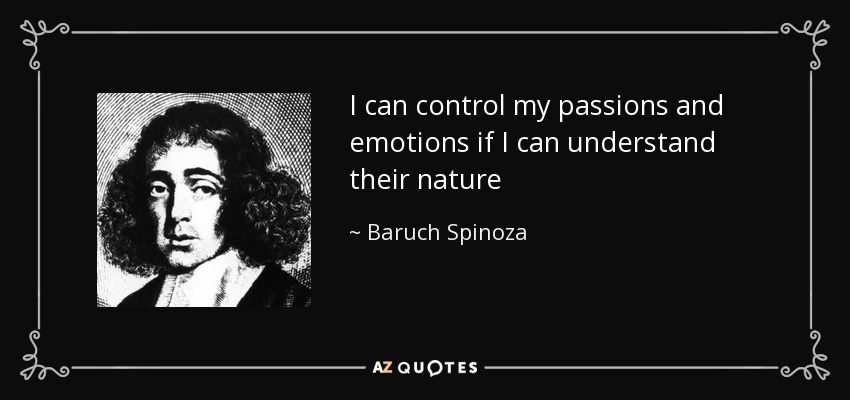 I can control my passions and
emotions if I can understand
their nature
~ Baruch Spinoza
AZ QUOTES